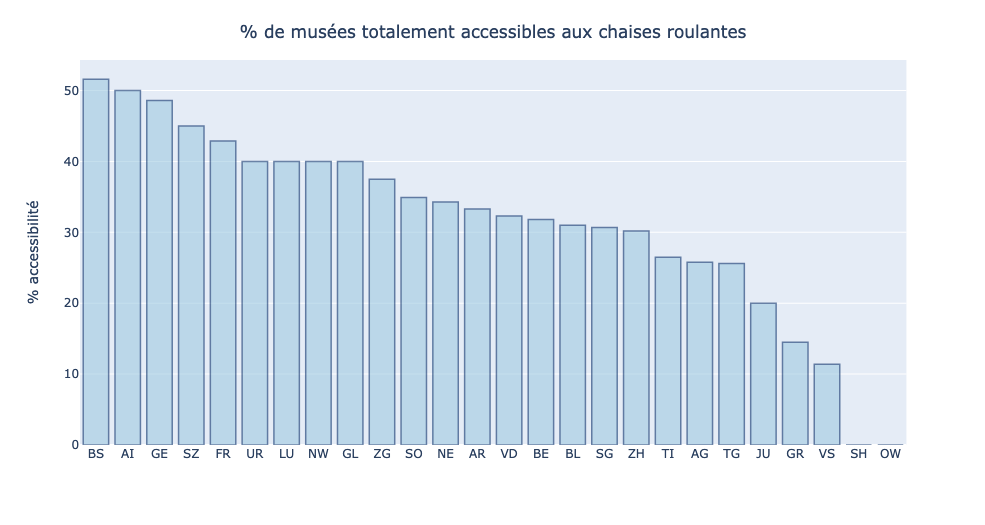 % de musées totalement accessibles aux chaises roulantes
% accessibilité
50
40
30
20
10
0
BS AI GE SZ FR UR LU NW GL ZG SO NE AR VD BE BL SG ZH TI AG TG JU GR VS SH OW